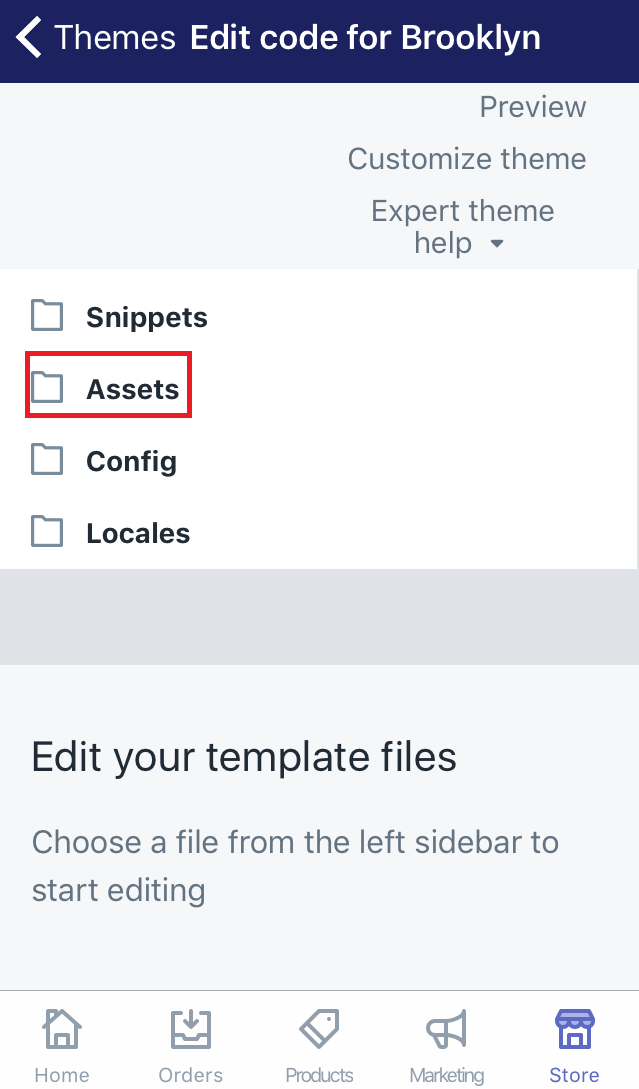 Themes Edit code for Brooklyn
Preview
Customize theme
Expert theme
help
Snippets
Assets
Config
Locales
Edit your template files
Choose a file from the left sidebar to
start editing
Home Orders Products Marketing Store